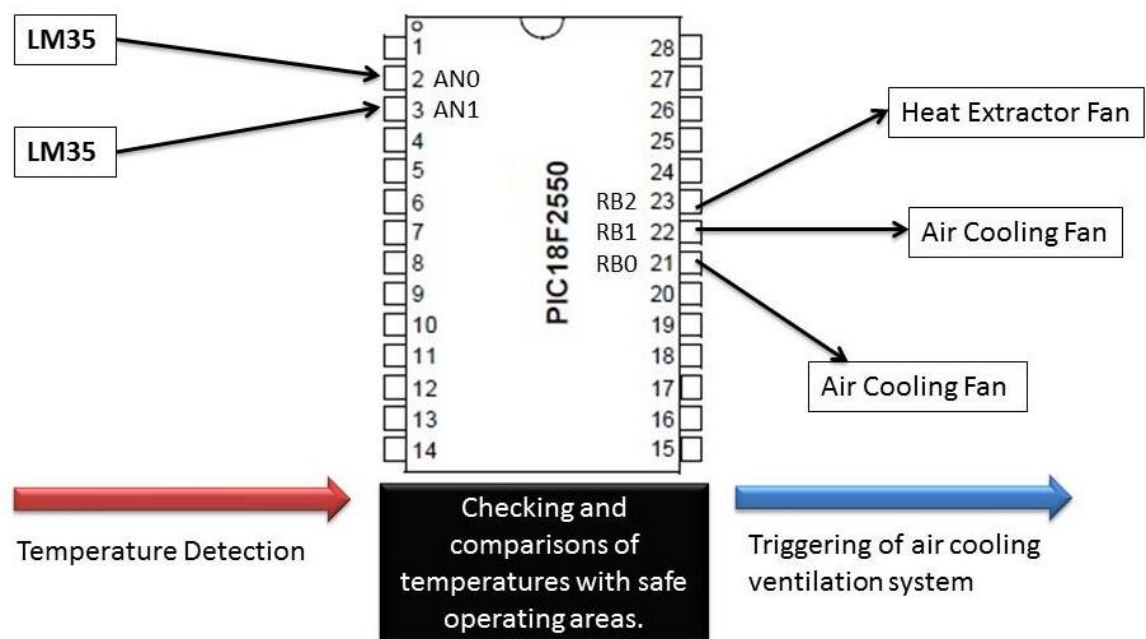 LM35
LM35
1
2 AN0
3 AN1
4
5
6
7
8
9
10
11
12
13
14
PIC18F2550
28
27
26
25
24
RB2 23
RB1 22
RB0 21
20
19
18
17
16
15
Heat Extractor Fan
Air Cooling Fan
Air Cooling Fan
Temperature Detection
Checking and
comparisons of
temperatures with safe
operating areas.
Triggering of air cooling
ventilation system